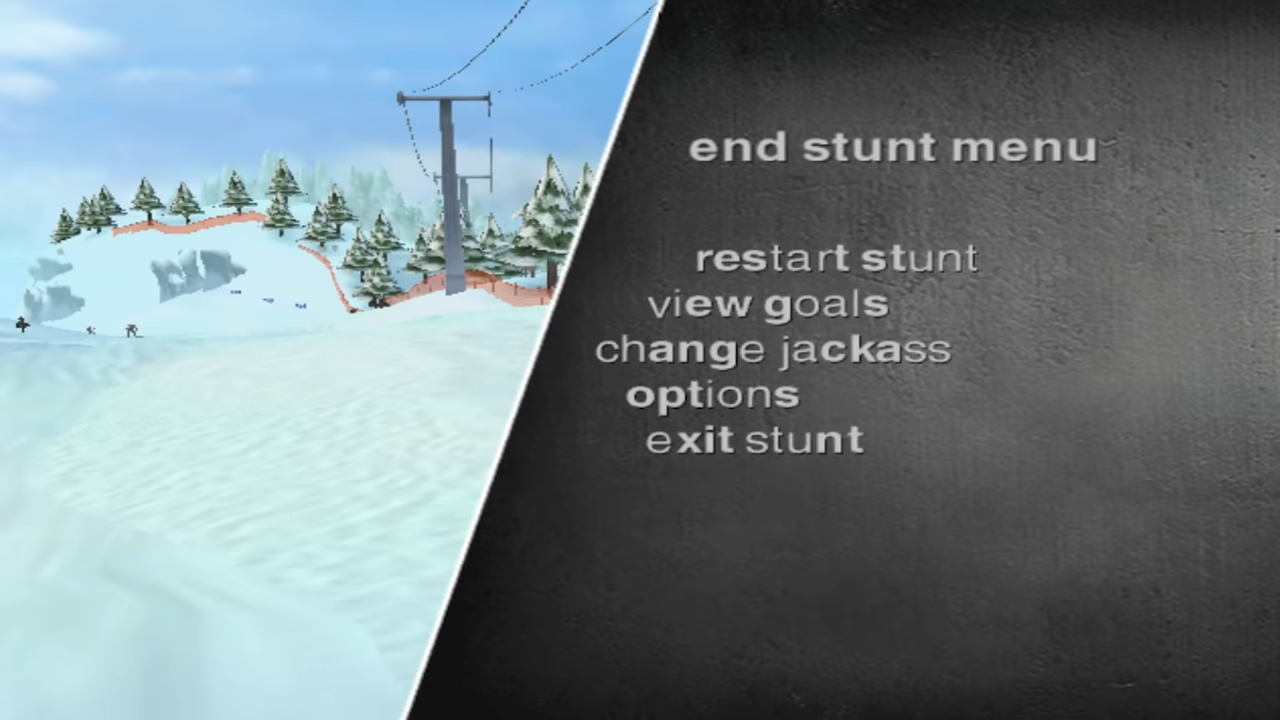 end stunt menu
restart stunt
view goals
change jackass
options
exit stunt